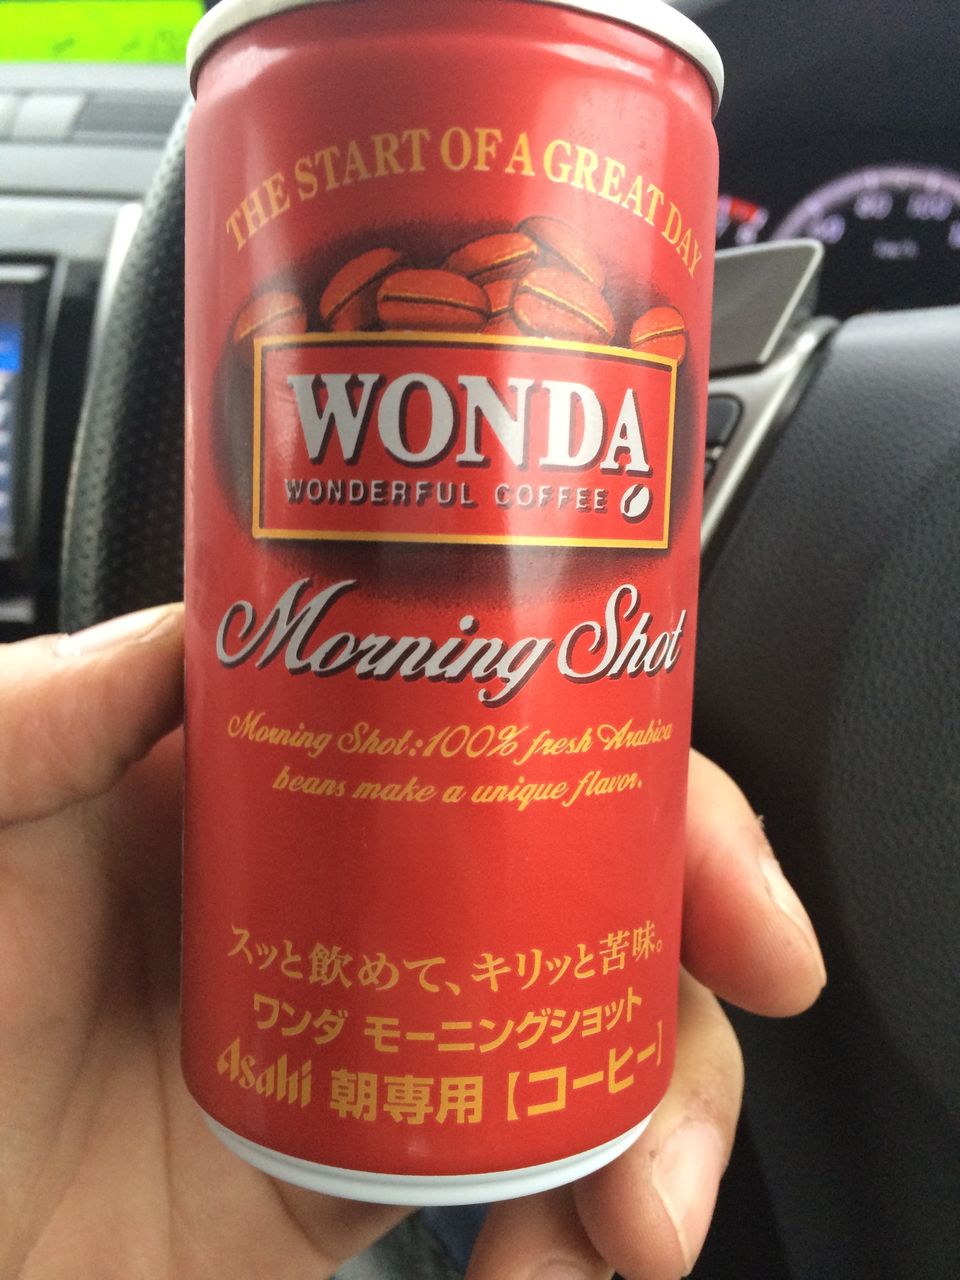 THE START OF A GREAT DAY
WONDA
WONDERFUL COFFEE
Morning Shot
Morning Shot:100% fresh Arabica
beans make a unique flavor.
スッと飲めて、キリッと苦味。
ワンダ モーニングショット
Asahi 朝専用【コーヒー】